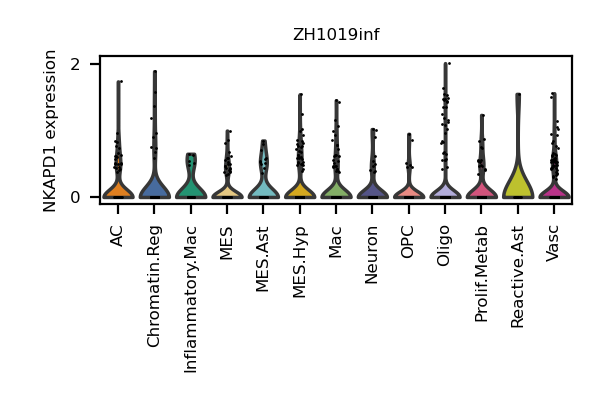 ZH1019inf
NKAPD1 expression
2
0
AC
Chromatin.Reg
Inflammatory.Mac
MES
MES.Ast
MES.Hyp
Mac
Neuron
OPC
Oligo
Prolif.Metab
Reactive.Ast
Vasc